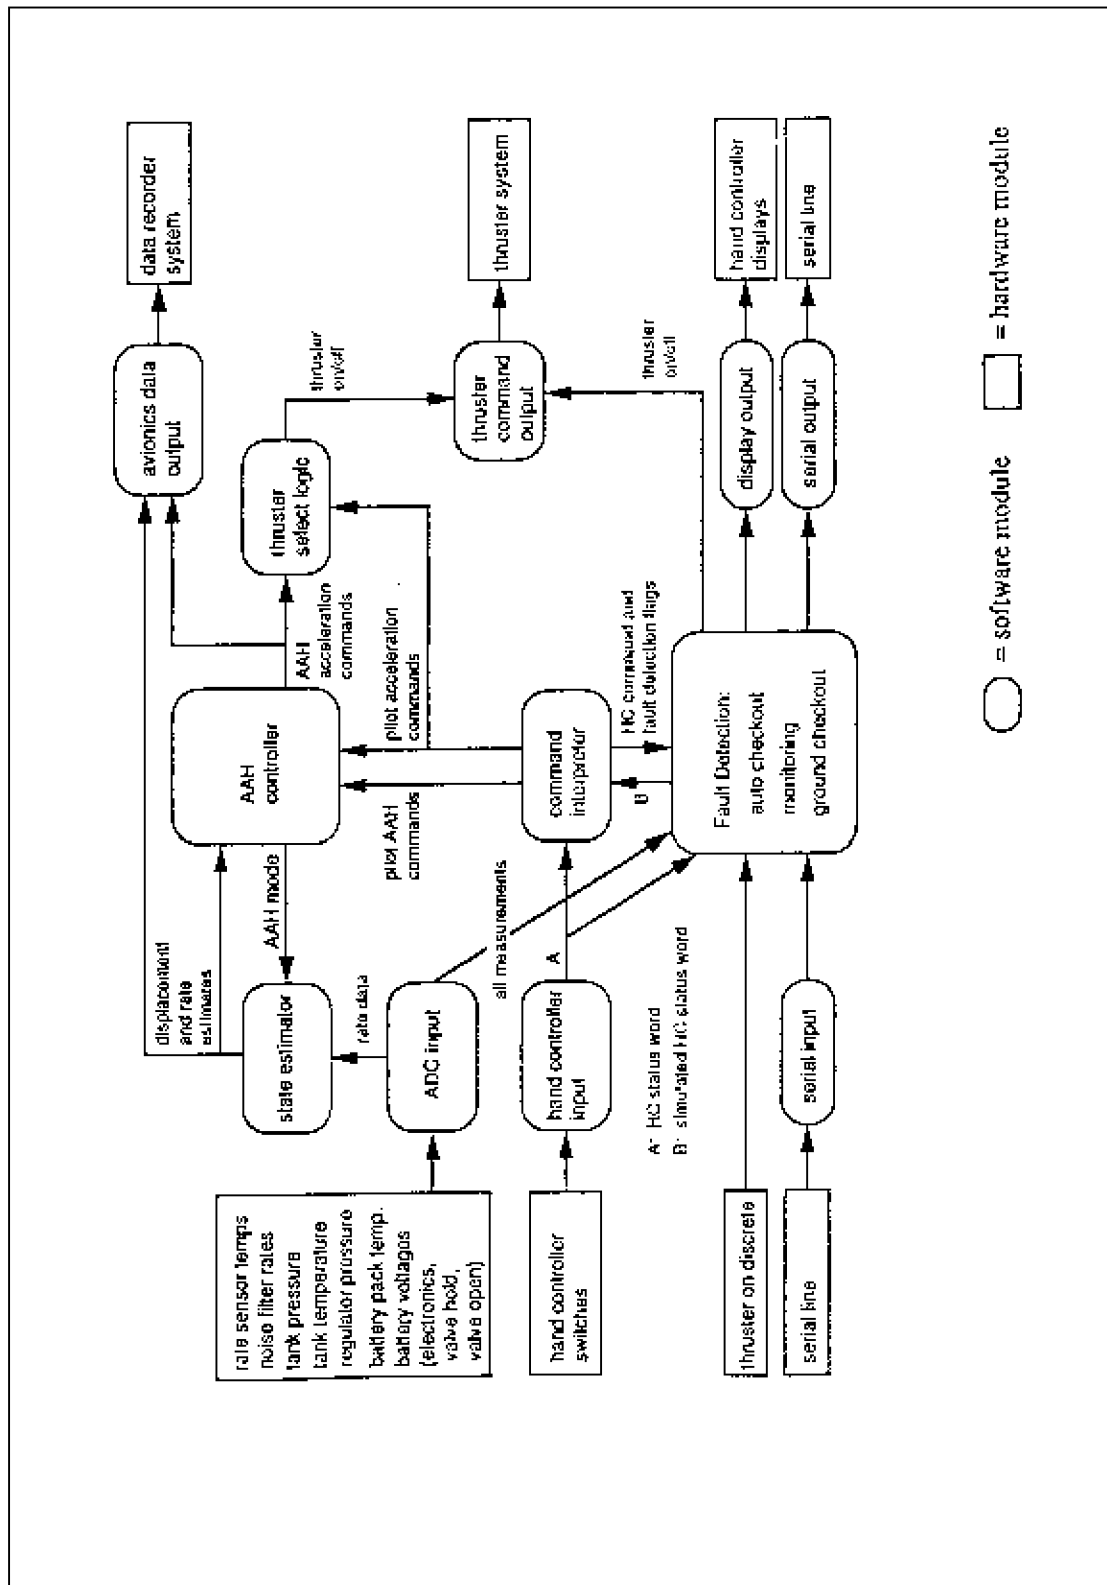 data recorder
system
thruster system
hand controller
displays
serial line
avionics data
output
thruster
on/off
thruster
command
output
thruster
on/off
display output
serial output
thruster
select logic
AAH
acceleration
commands
pilot acceleration
commands
HC command and
fault detection flags
AAH
controller
pilot AAH
commands
command
interpreter
B
Fault Detection:
auto checkout
monitoring
ground checkout
AAH mode
displacement
and rate
estimates
all measurements
A
state estimator
rate data
ADC input
hand controller
input
A: HC status word
B: simulated HC status word
serial input
rate sensor temps
noise filter rates
tank pressure
tank temperature
regulator pressure
battery pack temp.
battery voltages
(electronics,
valve hold,
valve open)
hand controller
switches
thruster on discrete
serial line
= software module
= hardware module